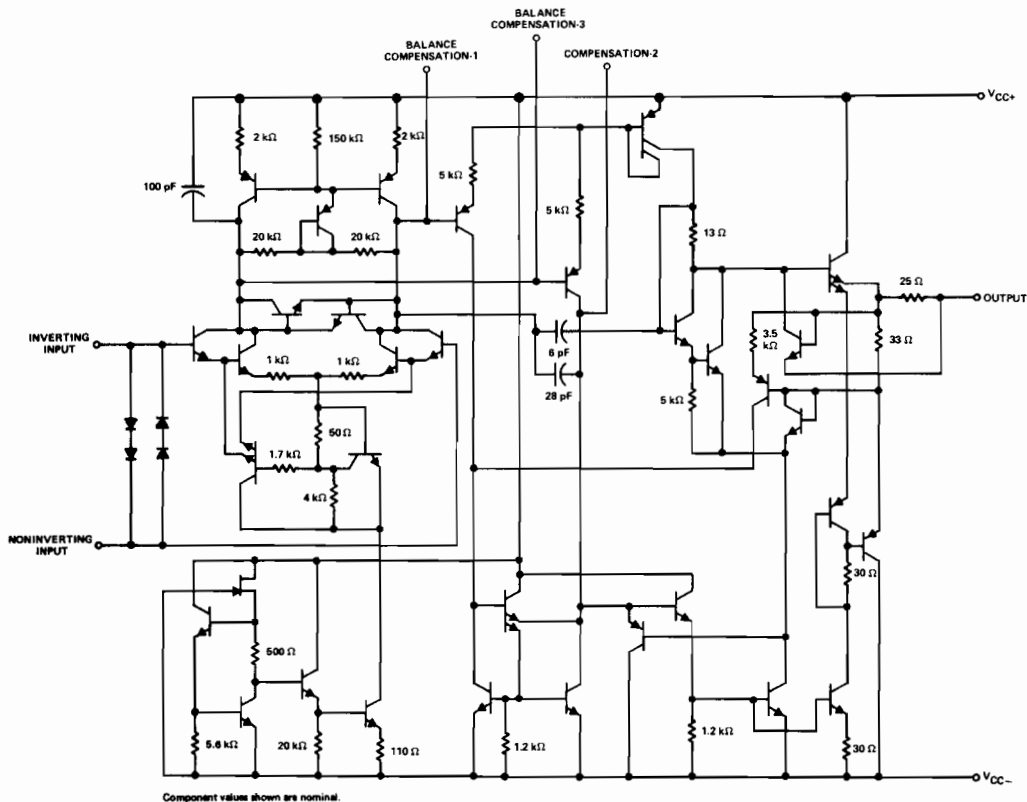 BALANCE
COMPENSATION-3
BALANCE
COMPENSATION-1
COMPENSATION-2
VCC+
2 kΩ
150 kΩ
2 kΩ
100 pF
5 kΩ
5 kΩ
13 Ω
20 kΩ
20 kΩ
25 Ω
OUTPUT
INVERTING
INPUT
1 kΩ
1 kΩ
6 pF
3.5
kΩ
33 Ω
28 pF
5 kΩ
50 Ω
1.7 kΩ
4 kΩ
NONINVERTING
INPUT
30 Ω
500 Ω
5.6 kΩ
20 kΩ
110 Ω
1.2 kΩ
1.2 kΩ
30 Ω
VCC−
Component values shown are nominal.